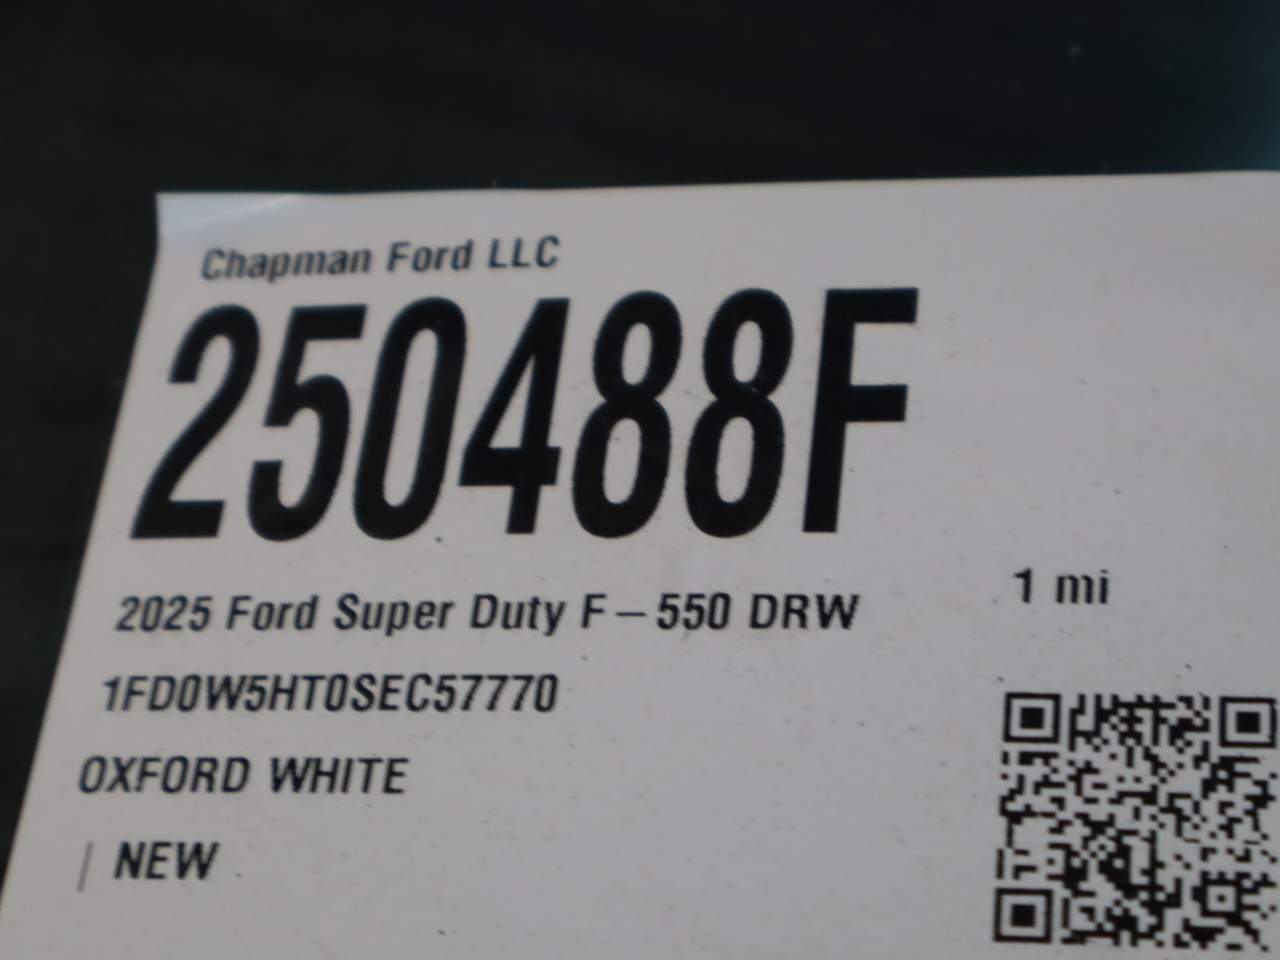 Chapman Ford LLC
250488F
2025 Ford Super Duty F-550 DRW
1 mi
1FD0W5HT0SEC57770
OXFORD WHITE
| NEW